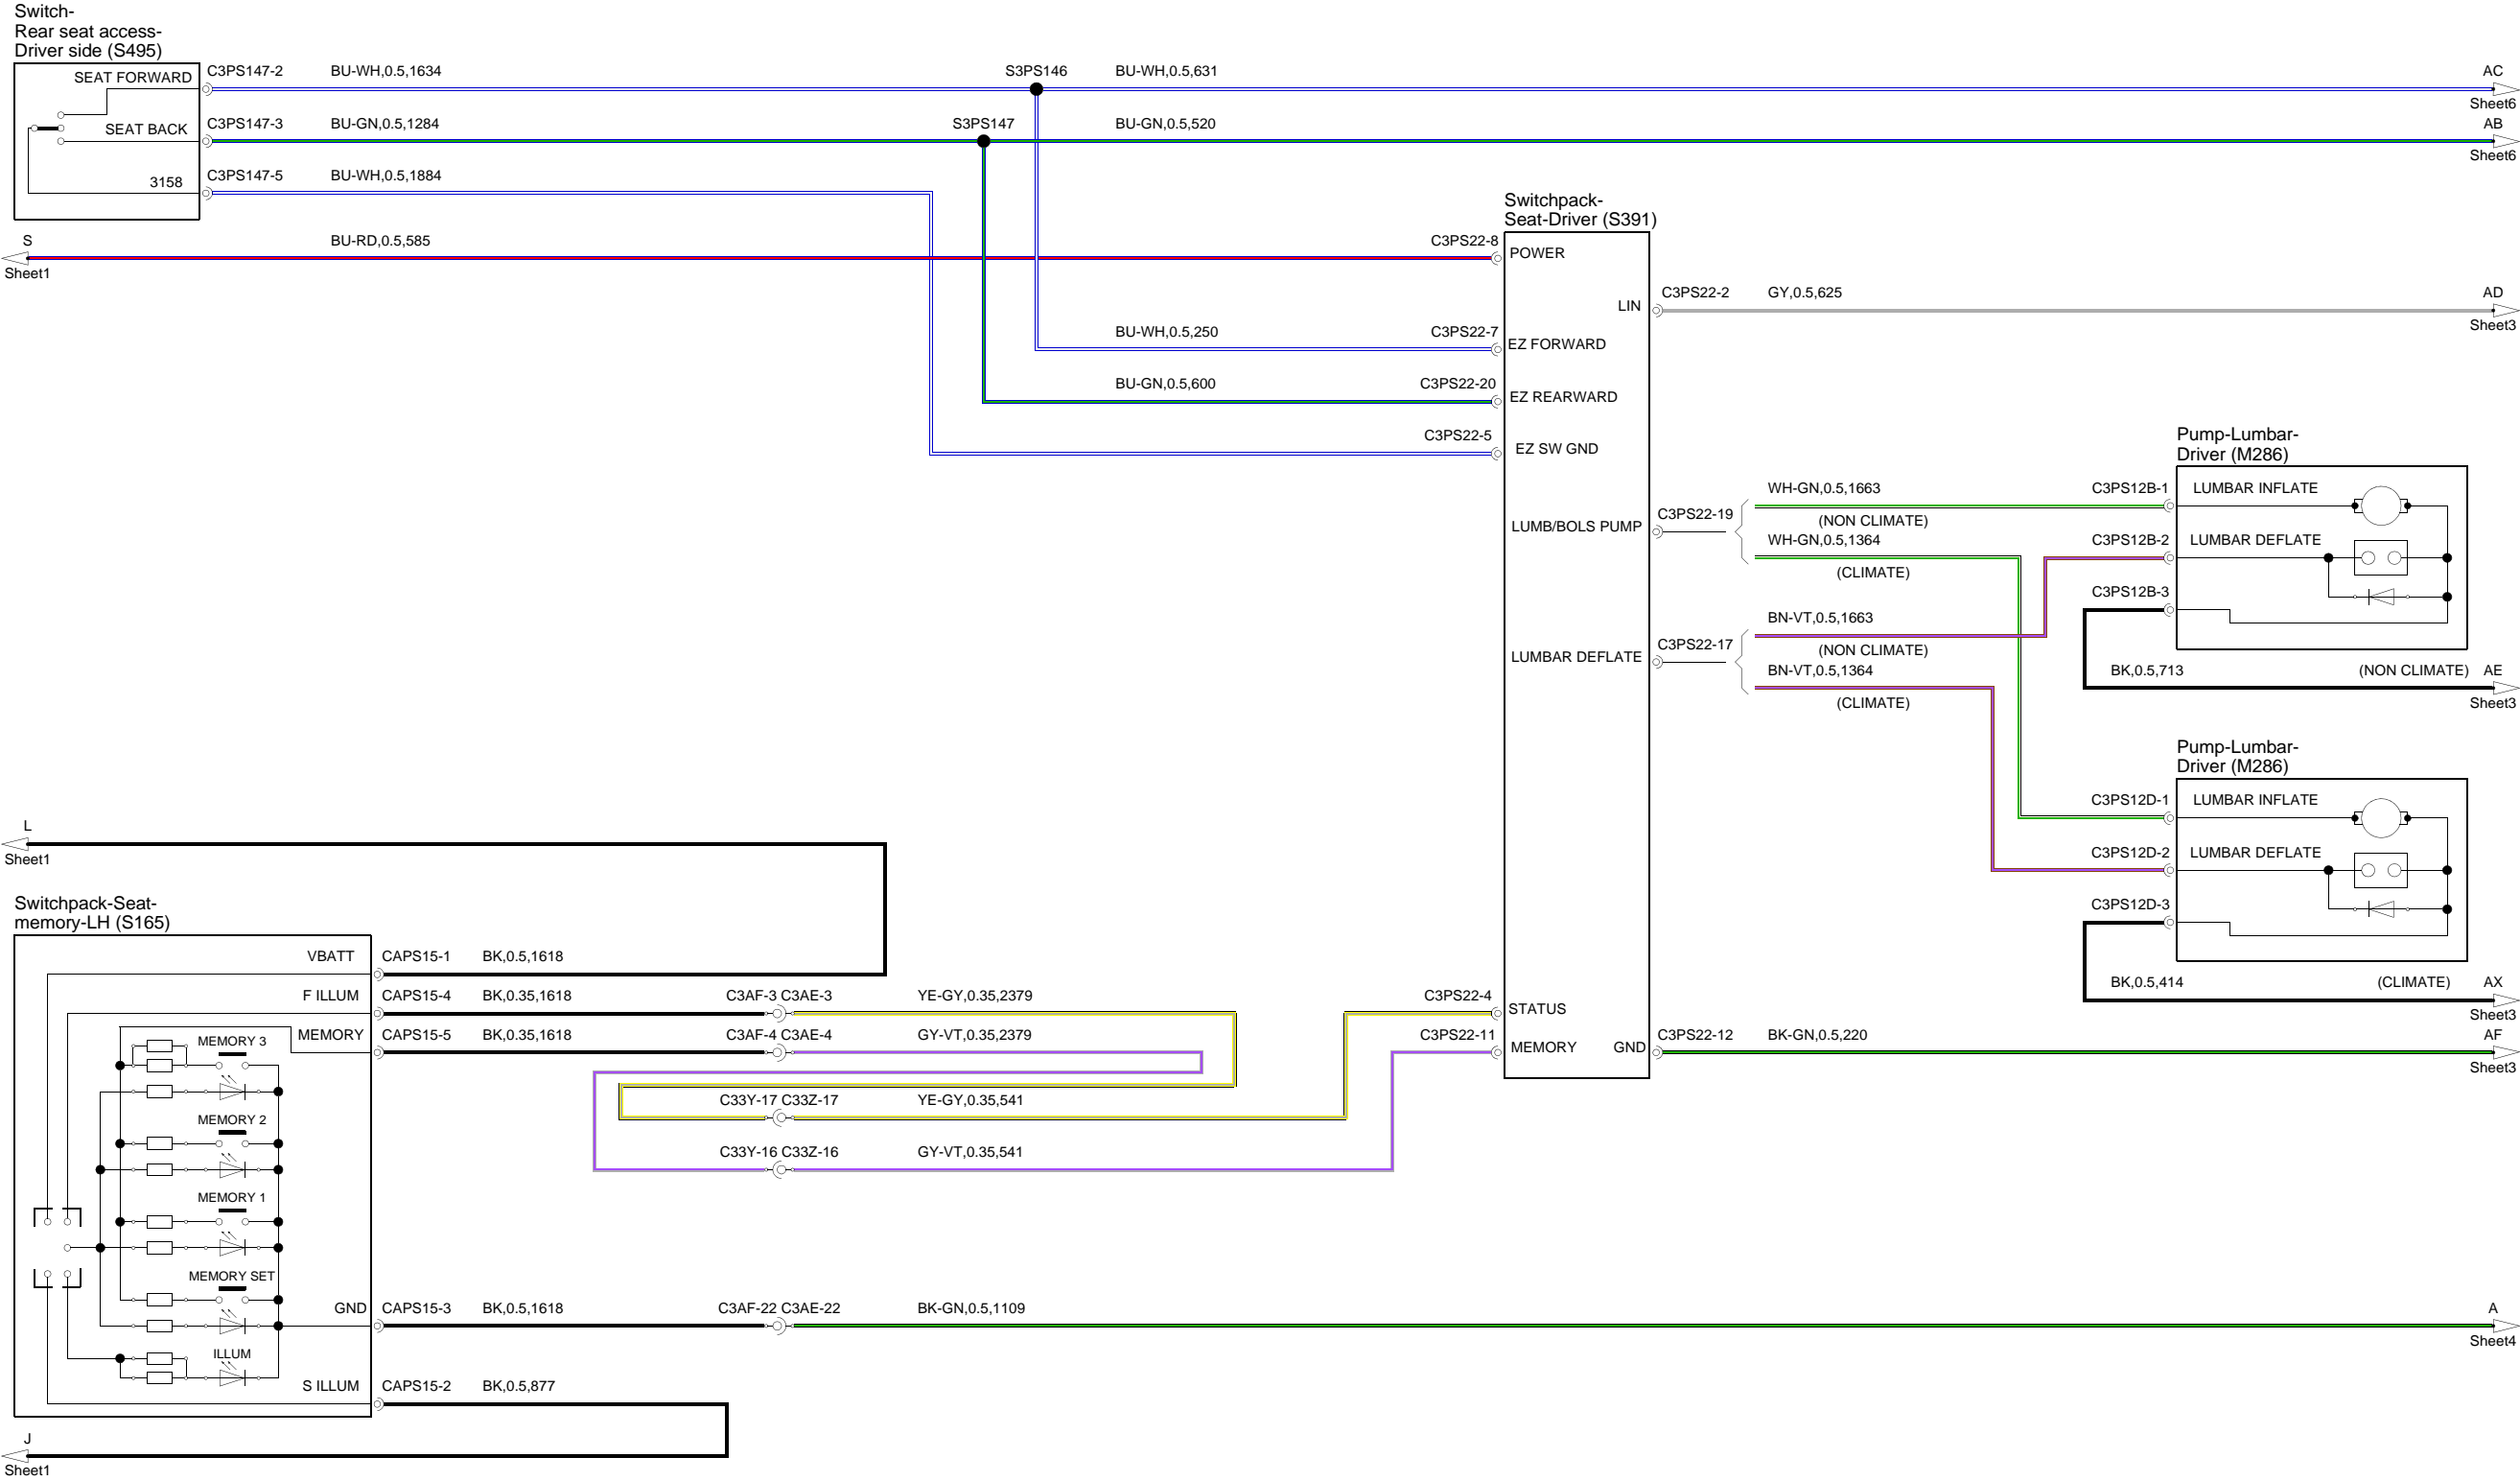 Switch-
Rear seat access-
Driver side (S495)
SEAT FORWARD
C3PS147-2
BU-WH,0.5,1634
S3PS146
BU-WH,0.5,631
AC
Sheet6
SEAT BACK
C3PS147-3
BU-GN,0.5,1284
S3PS147
BU-GN,0.5,520
AB
Sheet6
3158
C3PS147-5
BU-WH,0.5,1884
S
Sheet1
BU-RD,0.5,585
Switchpack-
Seat-Driver (S391)
C3PS22-8
POWER
LIN
C3PS22-2
GY,0.5,625
AD
Sheet3
BU-WH,0.5,250
C3PS22-7
EZ FORWARD
BU-GN,0.5,600
C3PS22-20
EZ REARWARD
C3PS22-5
EZ SW GND
LUMB/BOLS PUMP
C3PS22-19
WH-GN,0.5,1663
(NON CLIMATE)
WH-GN,0.5,1364
(CLIMATE)
LUMBAR DEFLATE
C3PS22-17
BN-VT,0.5,1663
(NON CLIMATE)
BN-VT,0.5,1364
(CLIMATE)
Pump-Lumbar-
Driver (M286)
C3PS12B-1
LUMBAR INFLATE
C3PS12B-2
LUMBAR DEFLATE
C3PS12B-3
BK,0.5,713
(NON CLIMATE)
AE
Sheet3
Pump-Lumbar-
Driver (M286)
C3PS12D-1
LUMBAR INFLATE
C3PS12D-2
LUMBAR DEFLATE
C3PS12D-3
BK,0.5,414
(CLIMATE)
AX
Sheet3
L
Sheet1
Switchpack-Seat-
memory-LH (S165)
VBATT
CAPS15-1
BK,0.5,1618
F ILLUM
CAPS15-4
BK,0.35,1618
C3AF-3 C3AE-3
YE-GY,0.35,2379
C3PS22-4
STATUS
MEMORY
CAPS15-5
BK,0.35,1618
C3AF-4 C3AE-4
GY-VT,0.35,2379
C3PS22-11
MEMORY
GND
C3PS22-12
BK-GN,0.5,220
AF
Sheet3
MEMORY 3
C33Y-17 C33Z-17
YE-GY,0.35,541
MEMORY 2
C33Y-16 C33Z-16
GY-VT,0.35,541
MEMORY 1
MEMORY SET
GND
CAPS15-3
BK,0.5,1618
C3AF-22 C3AE-22
BK-GN,0.5,1109
A
Sheet4
ILLUM
S ILLUM
CAPS15-2
BK,0.5,877
J
Sheet1